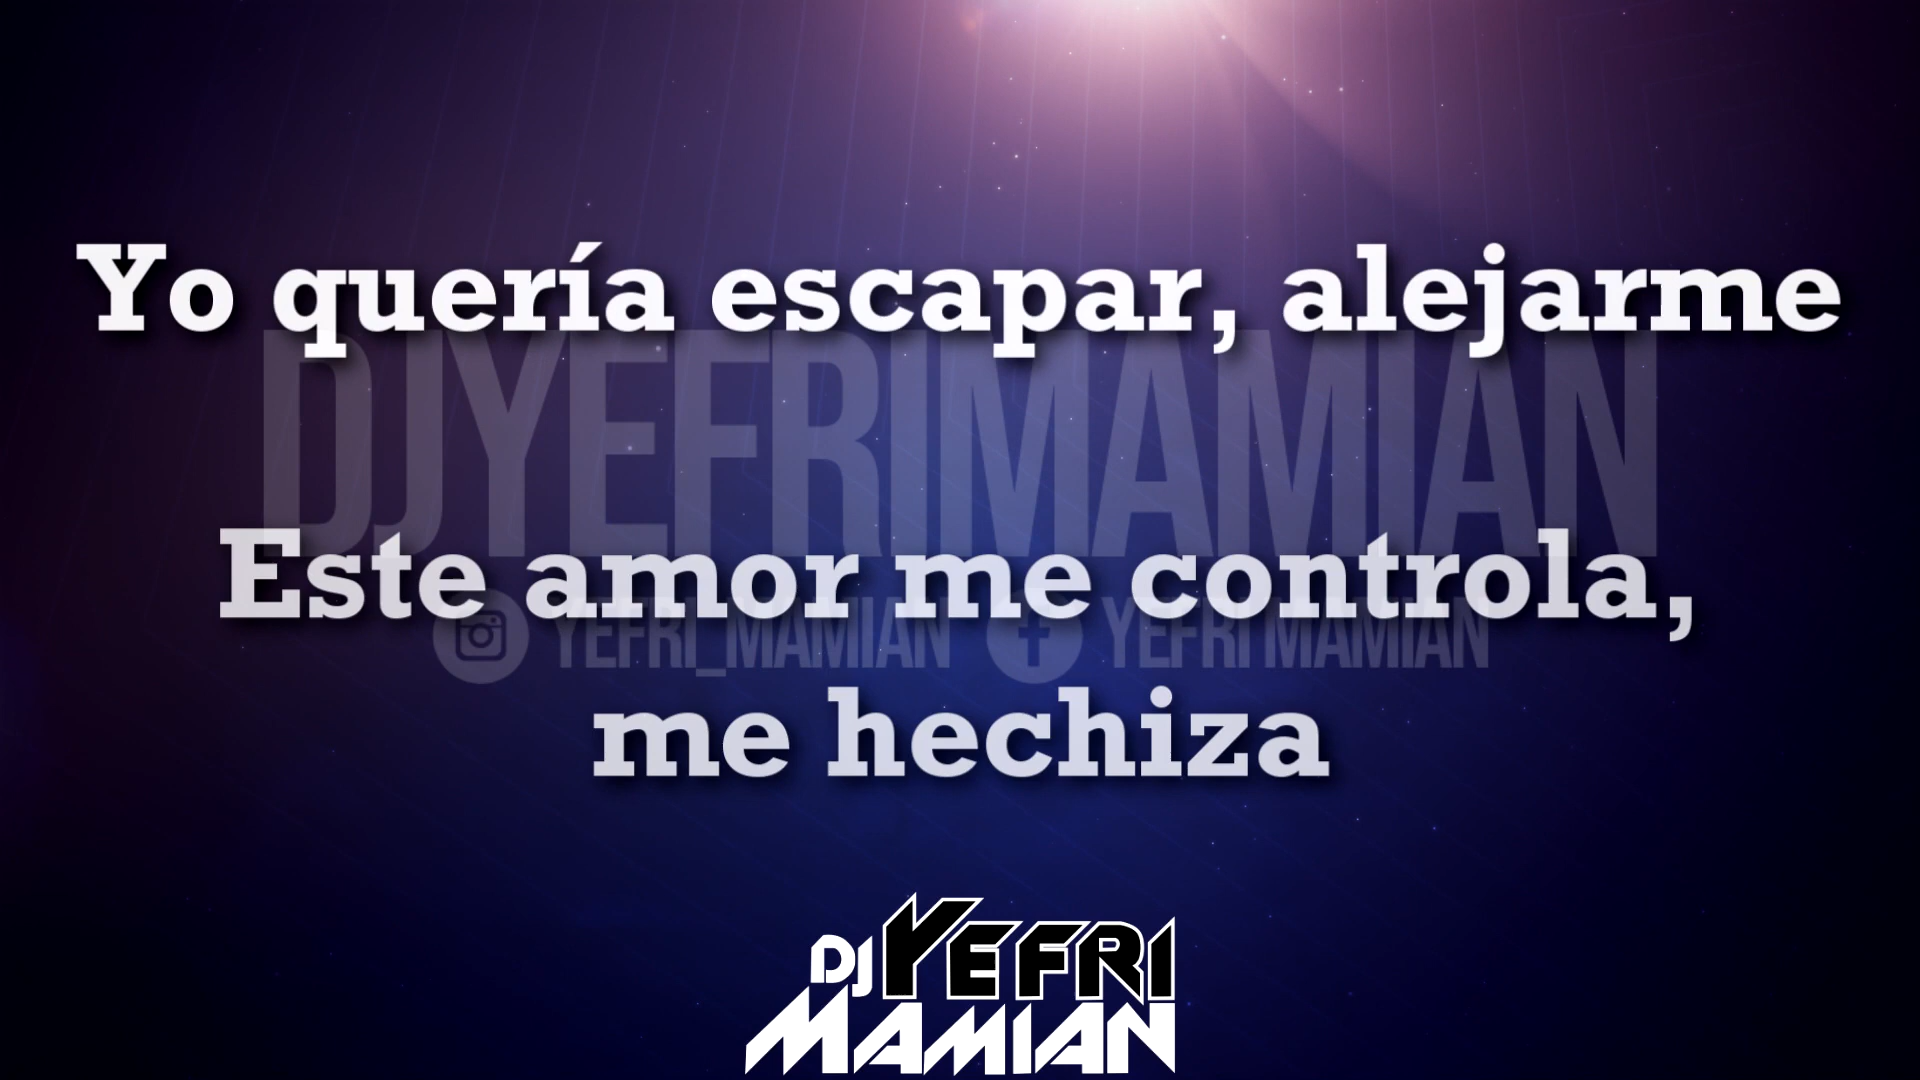 Yo quería escapar, alejarme
DJYEFRIMAMIAN
Este amor me controla,
YEFRI_MAMIAN YEFRI MAMIAN
me hechiza
DJ YEFRI
MAMIAN